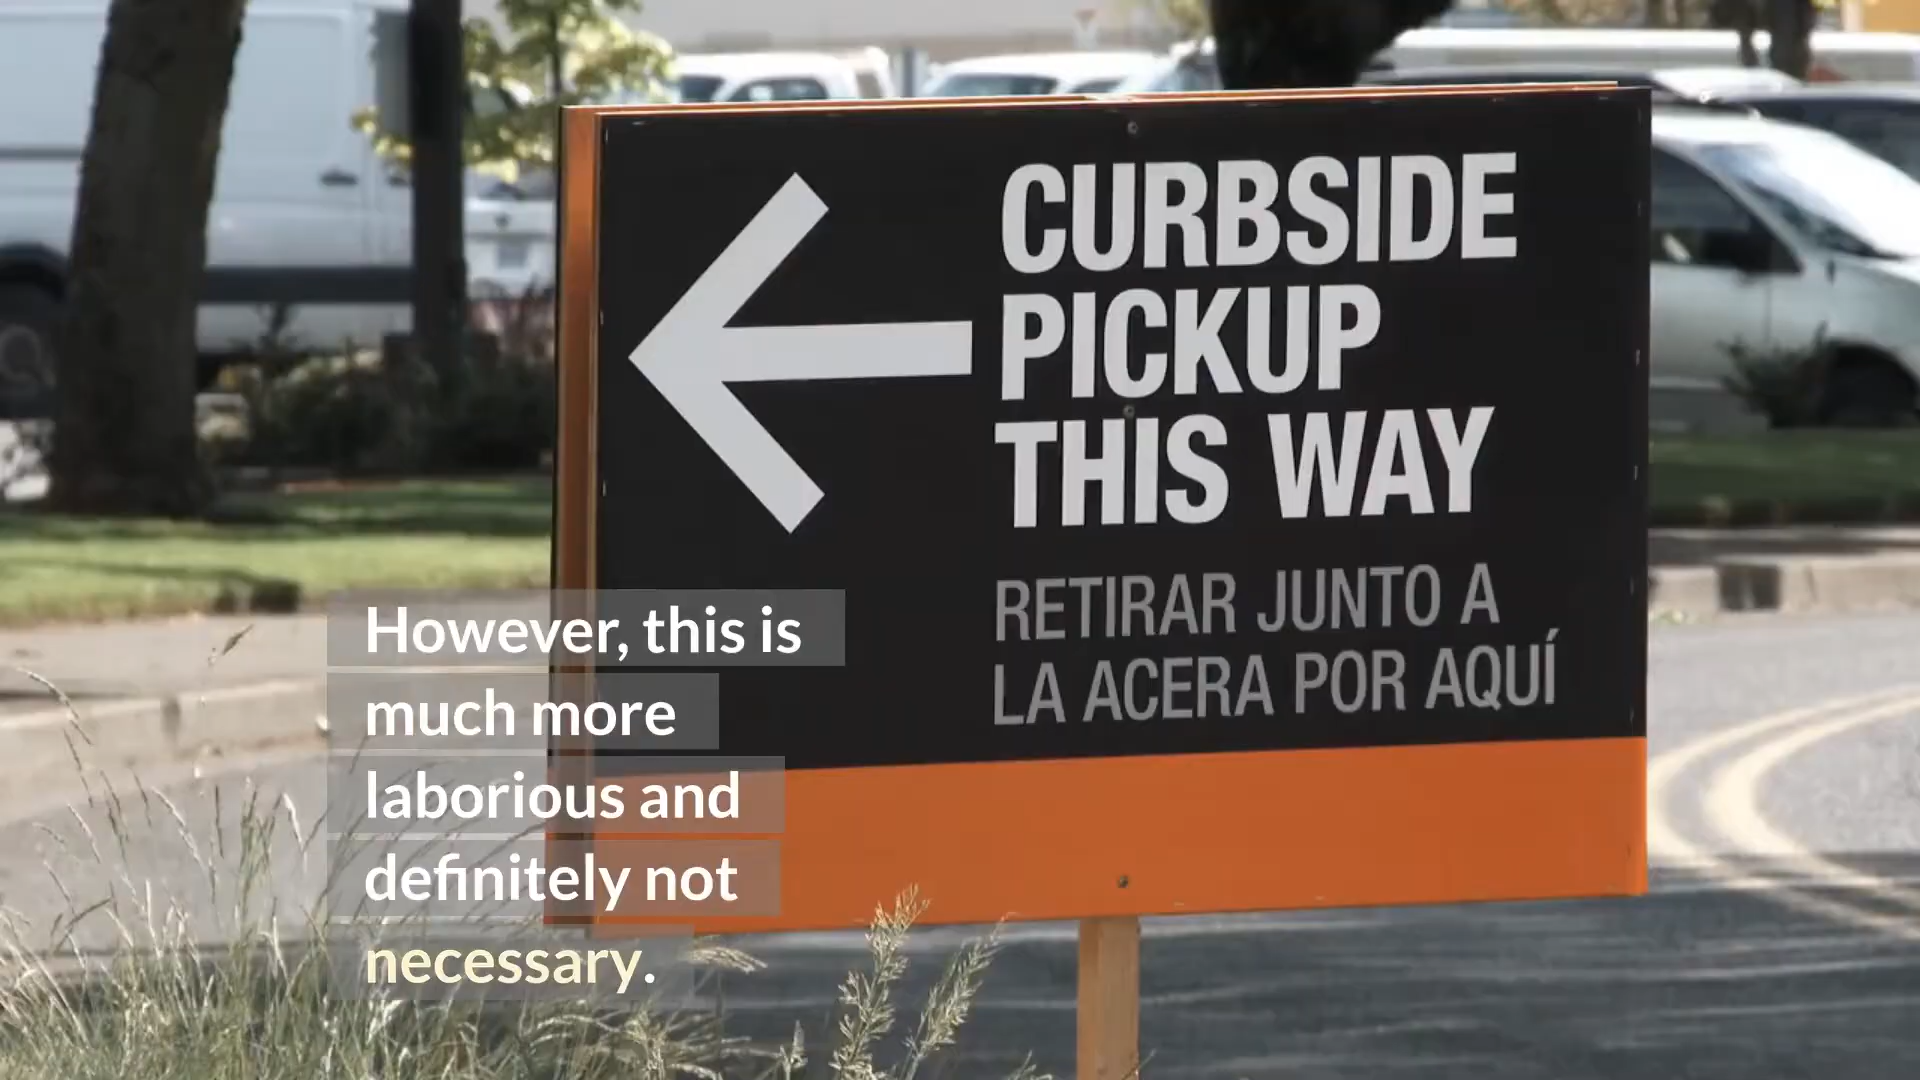 CURBSIDE
PICKUP
THIS WAY
RETIRAR JUNTO A
LA ACERA POR AQUÍ
However, this is
much more
laborious and
definitely not
necessary.